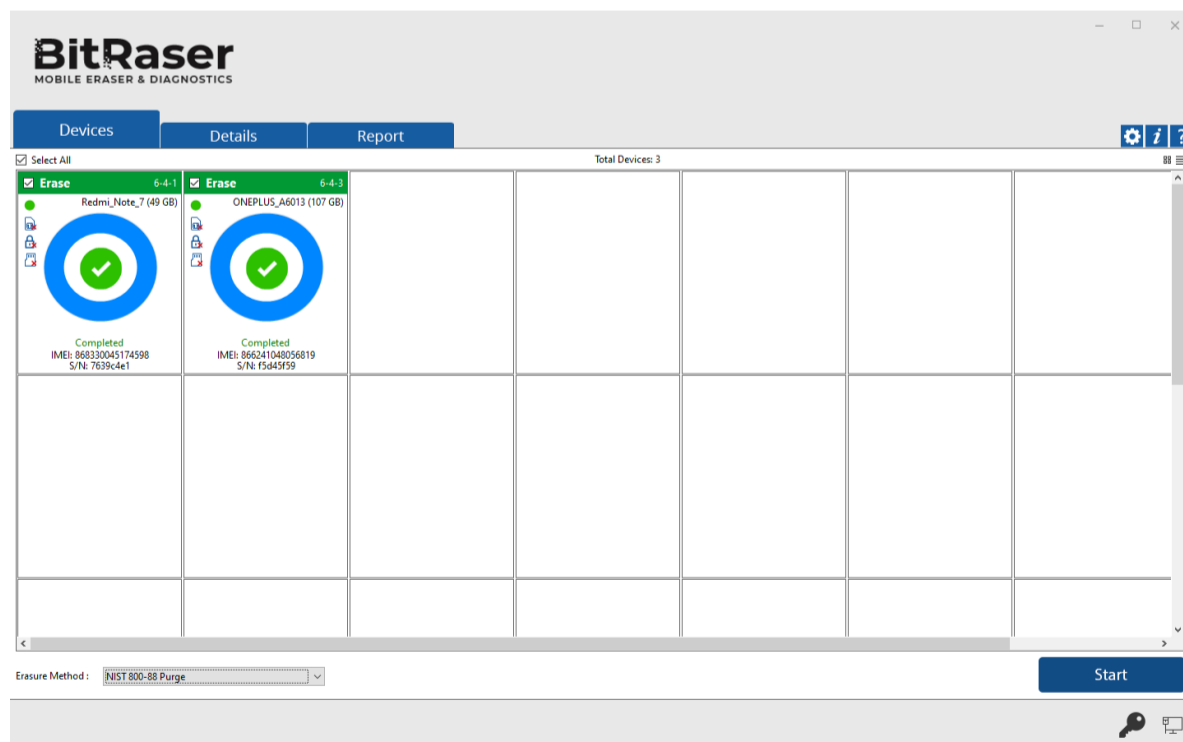 BitRaser
MOBILE ERASER & DIAGNOSTICS
Devices
Details
Report
i
?
Select All
Total Devices: 3
Erase 6-4-1
Redmi_Note_7 (49 GB)
Completed
IMEI: 868330045174598
S/N: 7639c4e1
Erase 6-4-3
ONEPLUS_A6013 (107 GB)
Completed
IMEI: 866241048056819
S/N: f5d45f59
Erasure Method :
NIST 800-88 Purge
Start